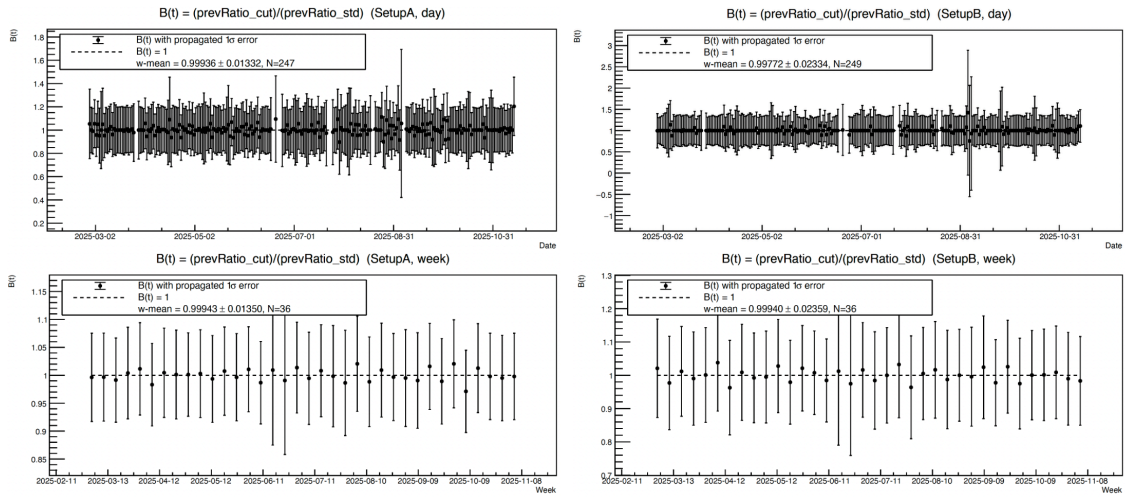 B(t) = (prevRatio_cut)/(prevRatio_std) (SetupA, day)
B(t)
1.8
1.6
1.4
1.2
1
0.8
0.6
0.4
0.2
B(t) with propagated 1σ error
B(t) = 1
w-mean = 0.99936 ± 0.01332, N=247
2025-03-02 2025-05-02 2025-07-01 2025-08-31 2025-10-31
Date
B(t) = (prevRatio_cut)/(prevRatio_std) (SetupB, day)
B(t)
3
2.5
2
1.5
1
0.5
0
−0.5
−1
B(t) with propagated 1σ error
B(t) = 1
w-mean = 0.99772 ± 0.02334, N=249
2025-03-02 2025-05-02 2025-07-01 2025-08-31 2025-10-31
Date
B(t) = (prevRatio_cut)/(prevRatio_std) (SetupA, week)
B(t)
1.15
1.1
1.05
1
0.95
0.9
0.85
B(t) with propagated 1σ error
B(t) = 1
w-mean = 0.99943 ± 0.01350, N=36
2025-02-11 2025-03-13 2025-04-12 2025-05-12 2025-06-11 2025-07-11 2025-08-10 2025-09-09 2025-10-09 2025-11-08
Week
B(t) = (prevRatio_cut)/(prevRatio_std) (SetupB, week)
B(t)
1.3
1.2
1.1
1
0.9
0.8
0.7
B(t) with propagated 1σ error
B(t) = 1
w-mean = 0.99940 ± 0.02359, N=36
2025-02-11 2025-03-13 2025-04-12 2025-05-12 2025-06-11 2025-07-11 2025-08-10 2025-09-09 2025-10-09 2025-11-08
Week